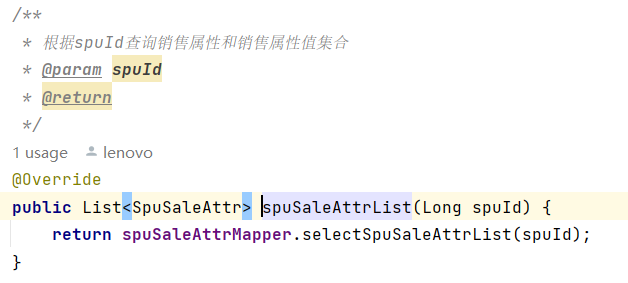 /**
 * 根据spuId查询销售属性和销售属性值集合
 * @param spuId
 * @return
 */
1 usage lenovo
@Override
public List<SpuSaleAttr> spuSaleAttrList(Long spuId) {
    return spuSaleAttrMapper.selectSpuSaleAttrList(spuId);
}